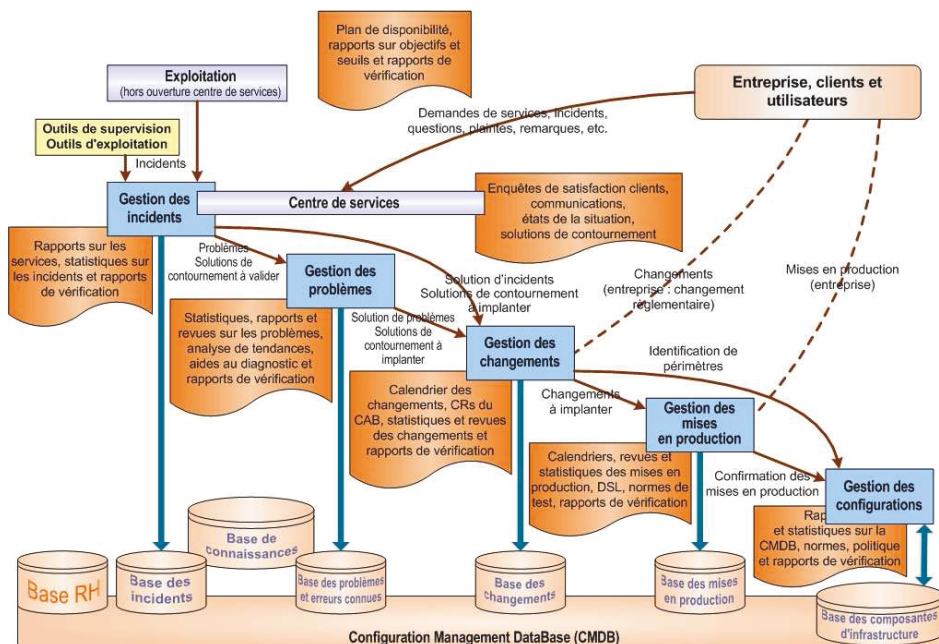 Plan de disponibilité,
rapports sur objectifs et
seuils et rapports de
vérification
Exploitation
(hors ouverture centre de services)
Entreprise, clients et
utilisateurs
Outils de supervision
Outils d'exploitation
Demandes de services, incidents,
questions, plaintes, remarques, etc.
Incidents
Gestion des
incidents
Centre de services
Enquêtes de satisfaction clients,
communications,
états de la situation,
solutions de contournement
Rapports sur les
services, statistiques sur
les incidents et rapports
de vérification
Problèmes
Solutions de
contournement à valider
Gestion des
problèmes
Solution d'incidents
Solutions de contournement
à implanter
Changements
(entreprise : changement
règlementaire)
Mises en production
(entreprise)
Statistiques, rapports et
revues sur les problèmes,
analyse de tendances,
aides au diagnostic et
rapports de vérification
Solution de problèmes
Solutions de
contournement à
implanter
Gestion des
changements
Identification de
périmètres
Calendrier des
changements, CRs du
CAB, statistiques et revues
des changements et
rapports de vérification
Changements
à implanter
Gestion des
mises
en production
Calendriers, revues et
statistiques des mises en
production, DSL, normes de
test, rapports de vérification
Confirmation des
mises en production
Gestion des
configurations
et statistiques sur la
CMDB, normes, politique
et rapports de vérification
Base de
connaissances
Base RH
Base des
incidents
Base des problèmes
et erreurs connues
Base des
changements
Base des mises
en production
Base des composantes
d'infrastructure
Configuration Management DataBase (CMDB)